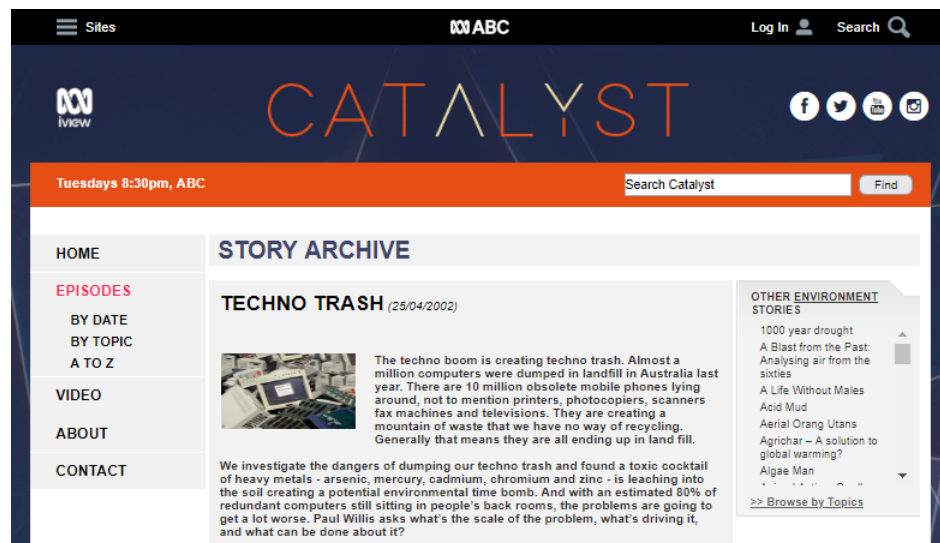 Sites
ABC
Log In
Search
iview
CATALYST
You Tube
Tuesdays 8:30pm, ABC
Search Catalyst
Find
HOME
EPISODES
BY DATE
BY TOPIC
A TO Z
VIDEO
ABOUT
CONTACT
STORY ARCHIVE
TECHNO TRASH (25/04/2002)
The techno boom is creating techno trash. Almost a
million computers were dumped in landfill in Australia last
year. There are 10 million obsolete mobile phones lying
around, not to mention printers, photocopiers, scanners
fax machines and televisions. They are creating a
mountain of waste that we have no way of recycling.
Generally that means they are all ending up in land fill.
We investigate the dangers of dumping our techno trash and found a toxic cocktail
of heavy metals - arsenic, mercury, cadmium, chromium and zinc - is leaching into
the soil creating a potential environmental time bomb. And with an estimated 80% of
redundant computers still sitting in people's back rooms, the problems are going to
get a lot worse. Paul Willis asks what's the scale of the problem, what's driving it,
and what can be done about it?
OTHER ENVIRONMENT
STORIES
1000 year drought
A Blast from the Past:
Analysing air from the
sixties
A Life Without Males
Acid Mud
Aerial Orang Utans
Agrichar – A solution to
global warming?
Algae Man
>> Browse by Topics